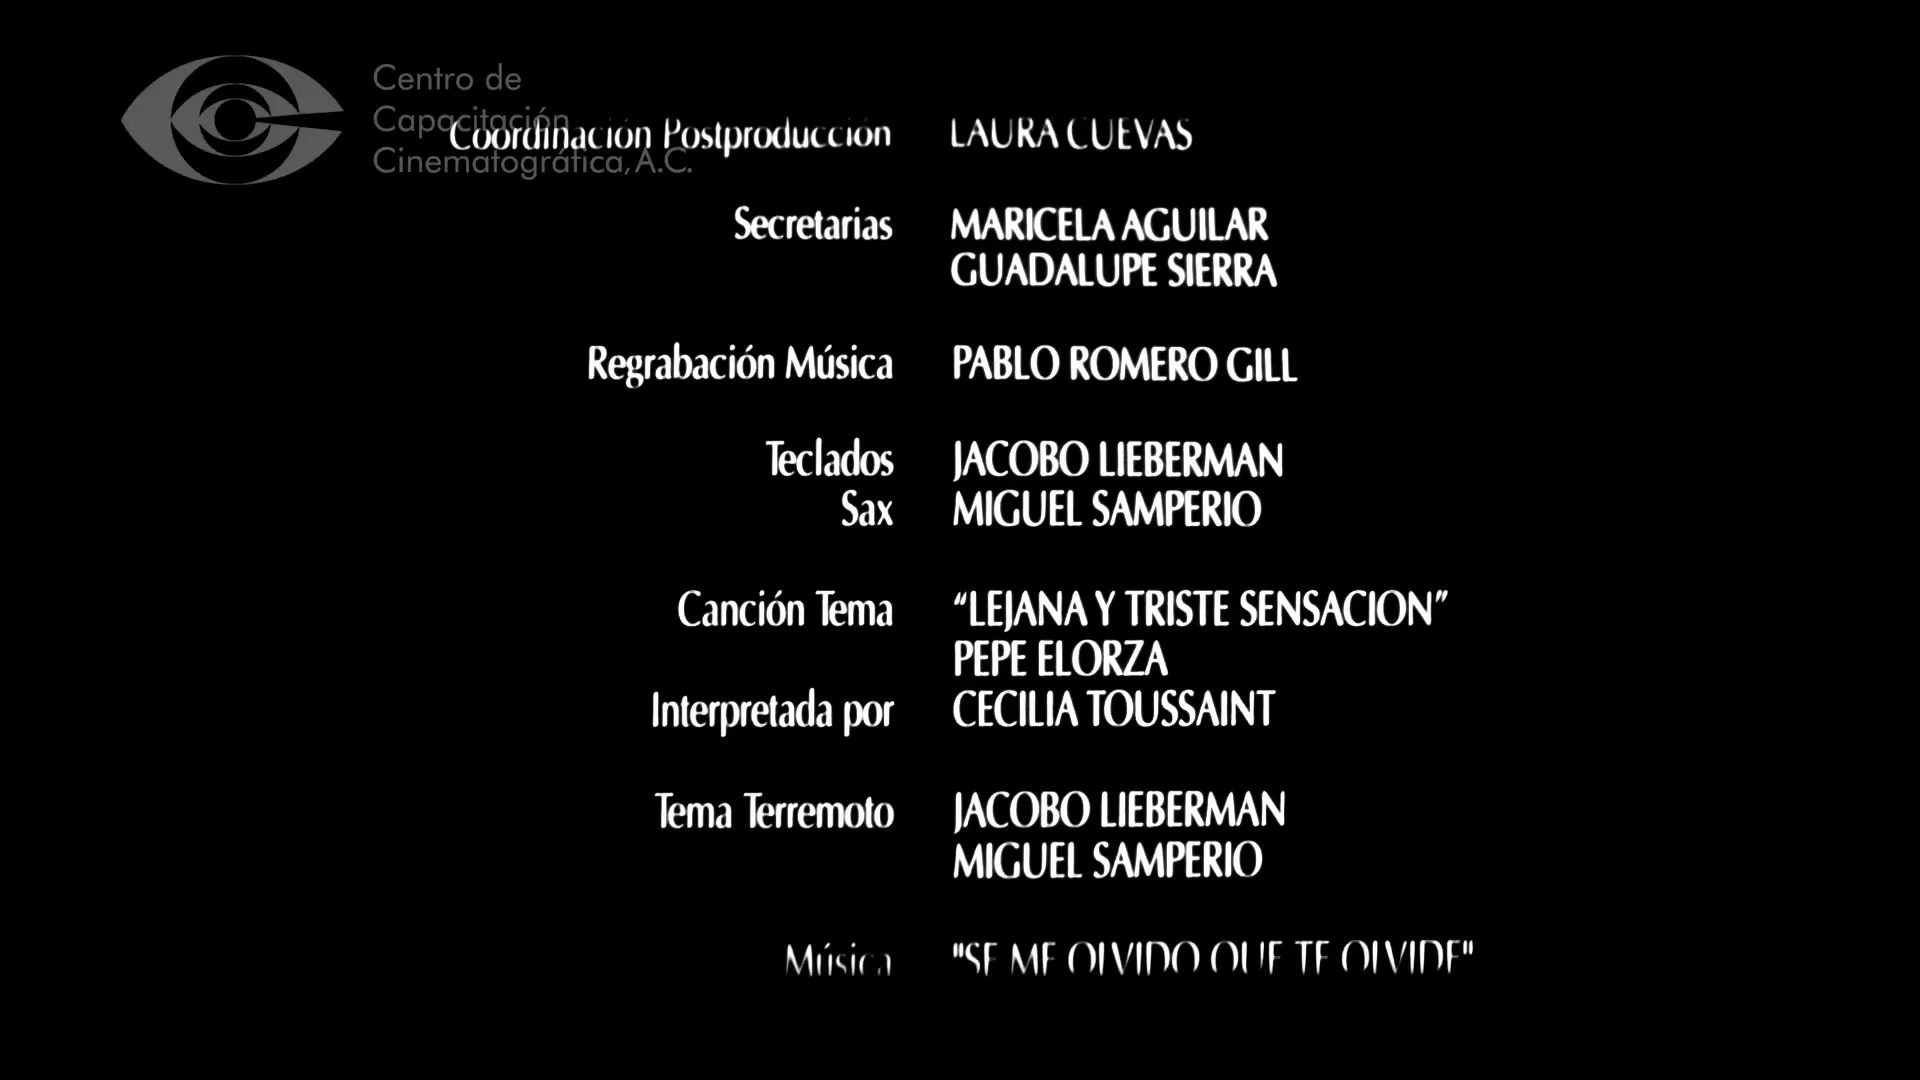 Centro de
Capacitación
Cinematográfica, A.C.
Coordinación Postproducción LAURA CUEVAS
Secretarias MARICELA AGUILAR
GUADALUPE SIERRA
Regrabación Música PABLO ROMERO GILL
Teclados JACOBO LIEBERMAN
Sax MIGUEL SAMPERIO
Canción Tema “LEJANA Y TRISTE SENSACION”
PEPE ELORZA
Interpretada por CECILIA TOUSSAINT
Tema Terremoto JACOBO LIEBERMAN
MIGUEL SAMPERIO
Música "SE ME OLVIDO QUE TE OLVIDE"